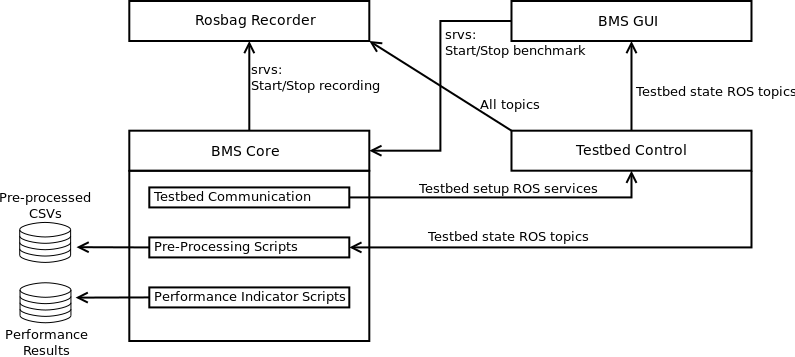 Rosbag Recorder
BMS GUI
srvs:
Start/Stop benchmark
srvs:
Start/Stop recording
Testbed state ROS topics
All topics
BMS Core
Testbed Control
Testbed Communication
Testbed setup ROS services
Pre-processed
CSVs
Pre-Processing Scripts
Testbed state ROS topics
Performance Indicator Scripts
Performance
Results